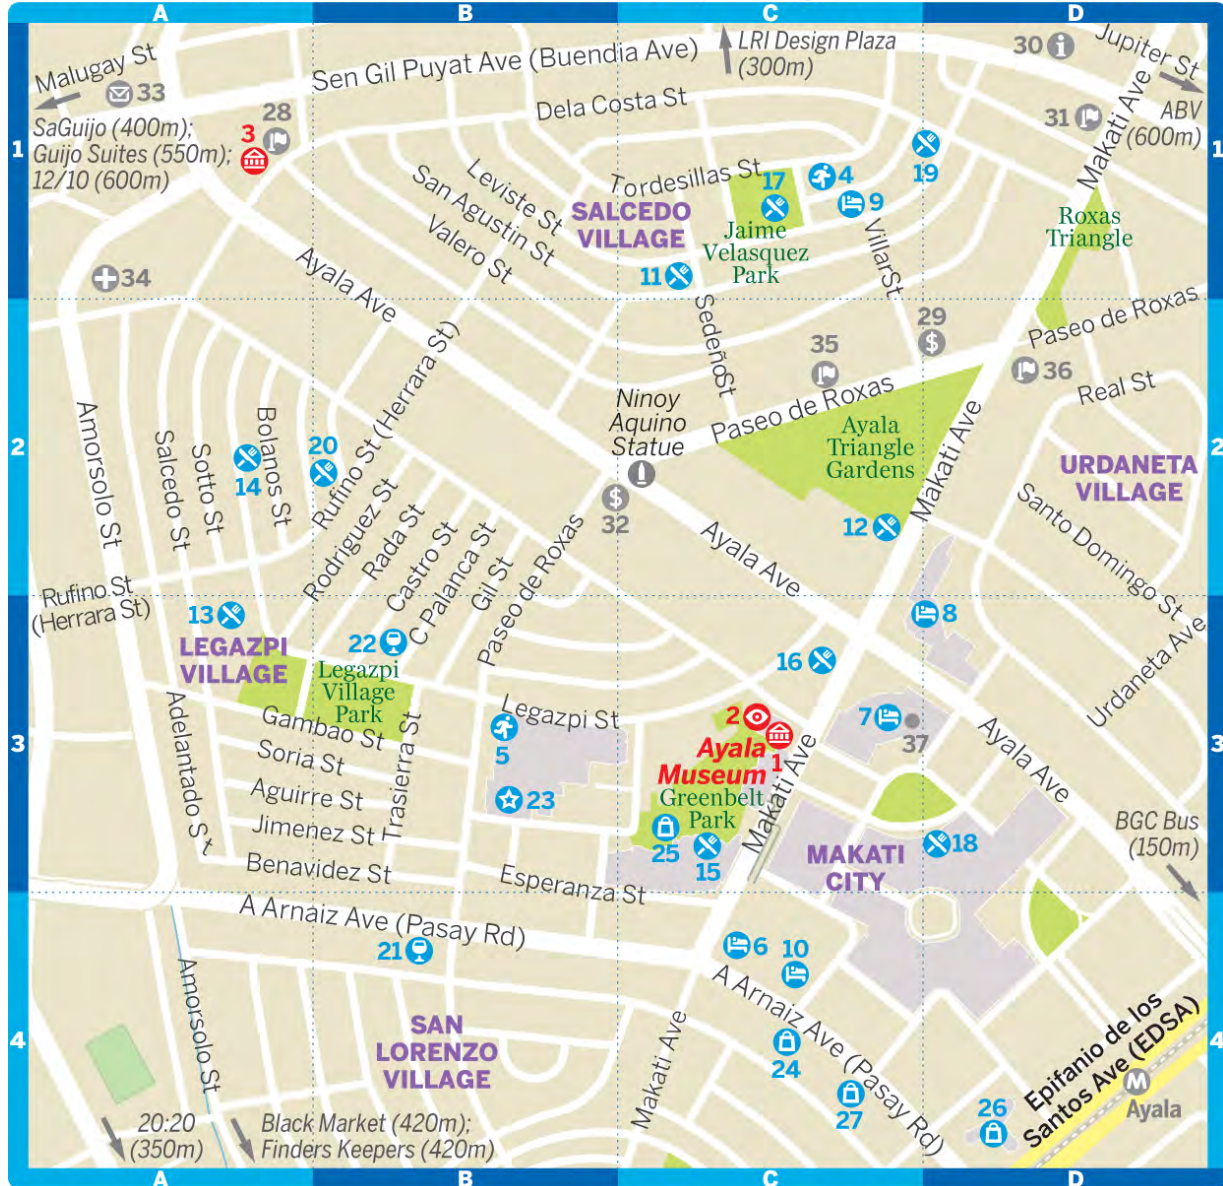 A
B
C
D
Malugay St
33
SaGuijo (400m);
Guijo Suites (550m);
12/10 (600m)
3
28
Sen Gil Puyat Ave (Buendia Ave)
LRI Design Plaza
(300m)
30
Jupiter St
ABV
(600m)
31
Makati Ave
Dela Costa St
1
1
Leviste St
San Agustin St
Valero St
Tordesillas St
17
4
9
19
SALCEDO
VILLAGE
Jaime
Velasquez
Park
Villar St
Roxas
Triangle
11
34
Ayala Ave
Sedeño St
29
Paseo de Roxas
35
36
Real St
Ninoy
Aquino
Statue
Paseo de Roxas
Ayala
Triangle
Gardens
Makati Ave
URDANETA
VILLAGE
2
2
Amorsolo St
Salcedo St
Sotto St
Bolanos St
14
20
Rufino St (Herrara St)
Rodriguez St
Rada St
Castro St
C Palanca St
Gil St
Paseo de Roxas
32
12
Ayala Ave
Santo Domingo St
Urdaneta Ave
Rufino St
(Herrara St)
13
LEGAZPI
VILLAGE
22
Legazpi
Village
Park
8
16
7
37
Ayala Ave
3
3
Adelantado St
Gambao St
Soria St
Aguirre St
Jimenez St
Benavidez St
Trasierra St
Legazpi St
5
23
2
1
Ayala
Museum
Greenbelt
Park
25
15
Makati Ave
MAKATI
CITY
18
BGC Bus
(150m)
Esperanza St
A Arnaiz Ave (Pasay Rd)
21
6
10
A Arnaiz Ave (Pasay Rd)
4
4
Amorsolo St
SAN
LORENZO
VILLAGE
Makati Ave
24
27
26
Epifanio de los
Santos Ave (EDSA)
M
Ayala
20:20
(350m)
Black Market (420m);
Finders Keepers (420m)
A
B
C
D